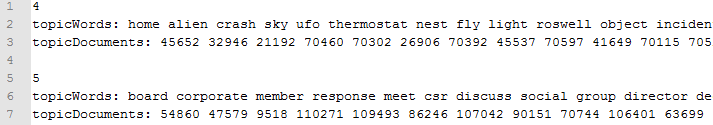 1 4
2 topicWords: home alien crash sky ufo thermostat nest fly light roswell object inciden
3 topicDocuments: 45652 32946 21192 70460 70302 26906 70392 45537 70597 41649 70115 705
4
5 5
6 topicWords: board corporate member response meet csr discuss social group director de
7 topicDocuments: 54860 47579 9518 110271 109493 86246 107042 90151 70744 106401 63699